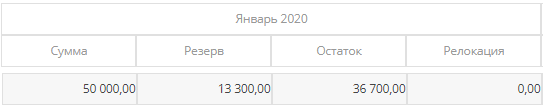 Январь 2020
Сумма Резерв Остаток Релокация
50 000,00 13 300,00 36 700,00 0,00